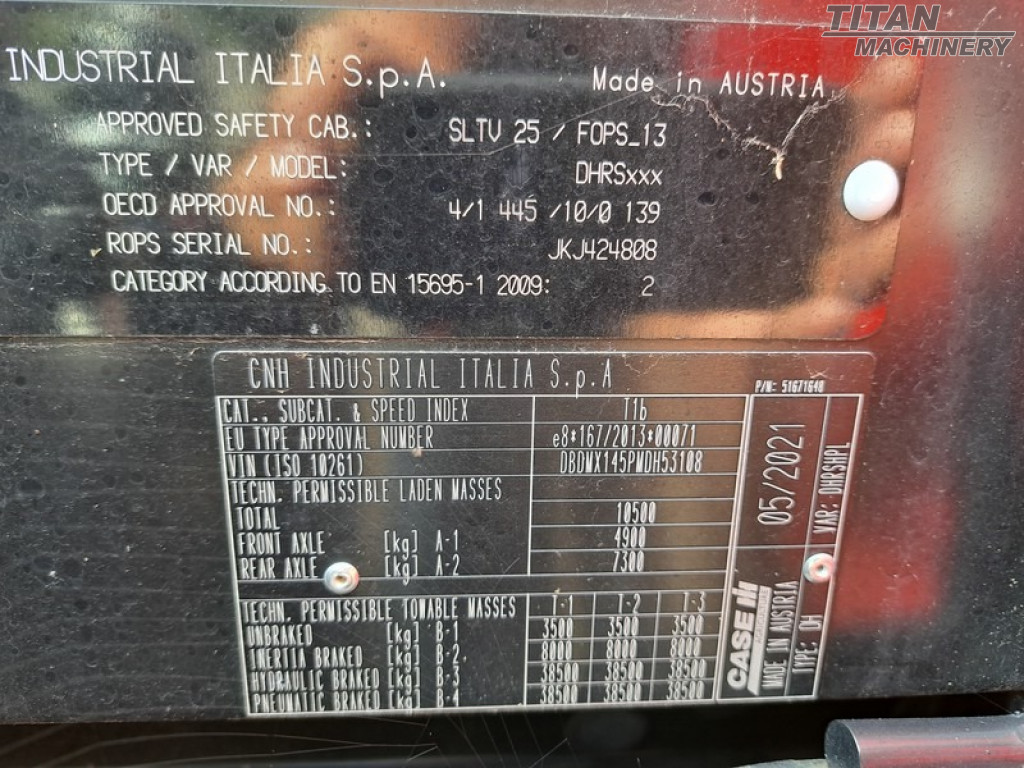 TITAN
MACHINERY
INDUSTRIAL ITALIA S.p.A.
Made in AUSTRIA
APPROVED SAFETY CAB.: SLTV 25 / FOPS_13
TYPE / VAR / MODEL: DHRSxxx
OECD APPROVAL NO.: 4/1 445 /10/0 139
ROPS SERIAL NO.: JKJ424808
CATEGORY ACCORDING TO EN 15695-1 2009: 2
CNH INDUSTRIAL ITALIA S.p.A
P/N: 51671640
CAT., SUBCAT. & SPEED INDEX T1b
EU TYPE APPROVAL NUMBER e8*167/2013*00071
VIN (ISO 10261) DBDMX145PMDH53108
TECHN. PERMISSIBLE LADEN MASSES
TOTAL 10500
FRONT AXLE [kg] A-1 4900
REAR AXLE [kg] A-2 7300
TECHN. PERMISSIBLE TOWABLE MASSES T-1 T-2 T-3
UNBRAKED [kg] B-1 3500 3500 3500
INERTIA BRAKED [kg] B-2 8000 8000 8000
HYDRAULIC BRAKED [kg] B-3 38500 38500 38500
PNEUMATIC BRAKED [kg] B-4 38500 38500 38500
CASE IH
MADE IN AUSTRIA
05/2021
TYPE: DH
VAR: DHRSHPL